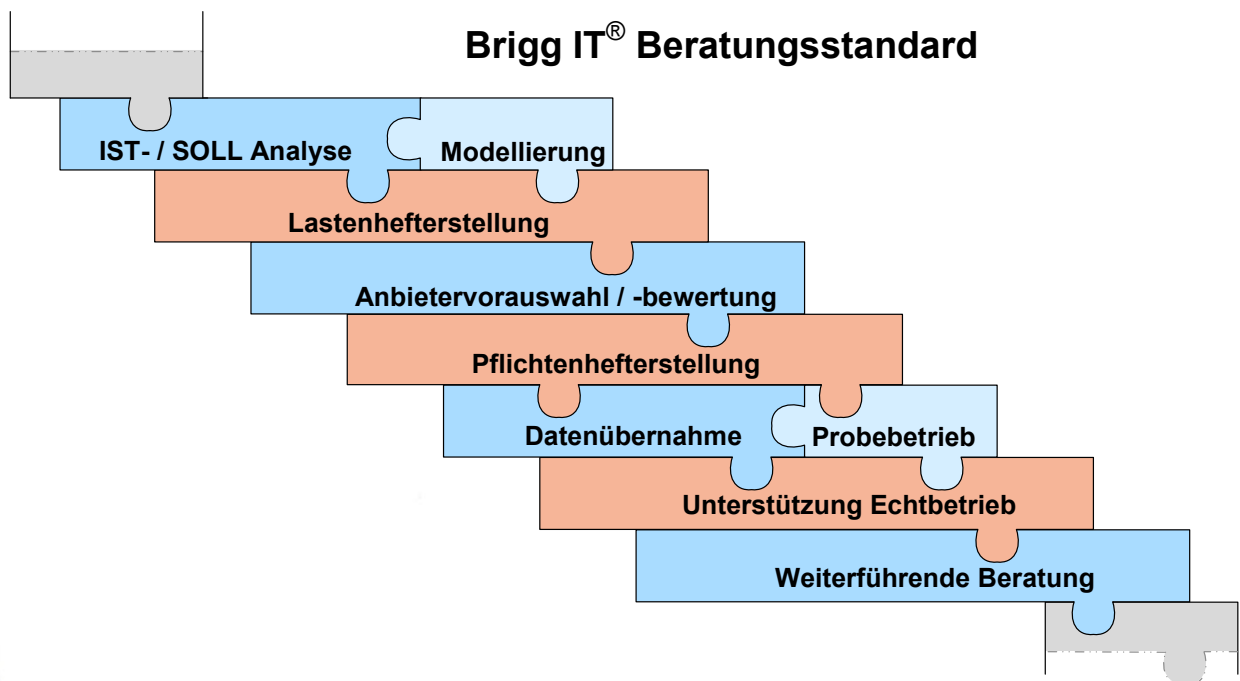 Brigg IT® Beratungsstandard
IST- / SOLL Analyse
Modellierung
Lastenhefterstellung
Anbietervorauswahl / -bewertung
Pflichtenhefterstellung
Datenübernahme
Probebetrieb
Unterstützung Echtbetrieb
Weiterführende Beratung